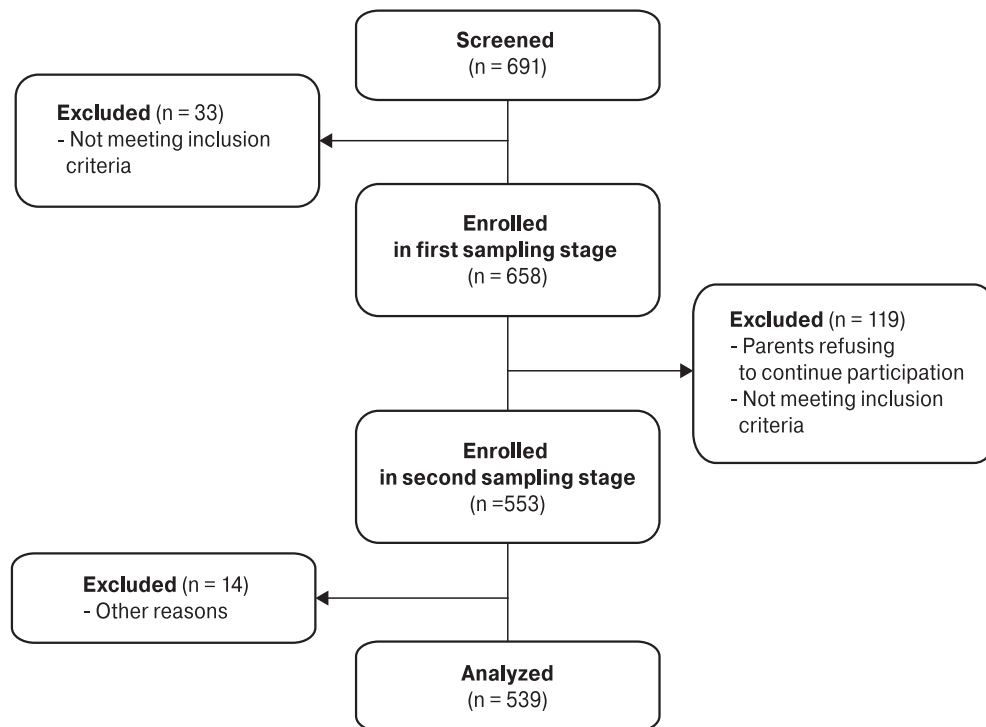 Screened
(n = 691)
Excluded (n = 33)
- Not meeting inclusion
criteria
Enrolled
in first sampling stage
(n = 658)
Excluded (n = 119)
- Parents refusing
to continue participation
- Not meeting inclusion
criteria
Enrolled
in second sampling stage
(n =553)
Excluded (n = 14)
- Other reasons
Analyzed
(n = 539)